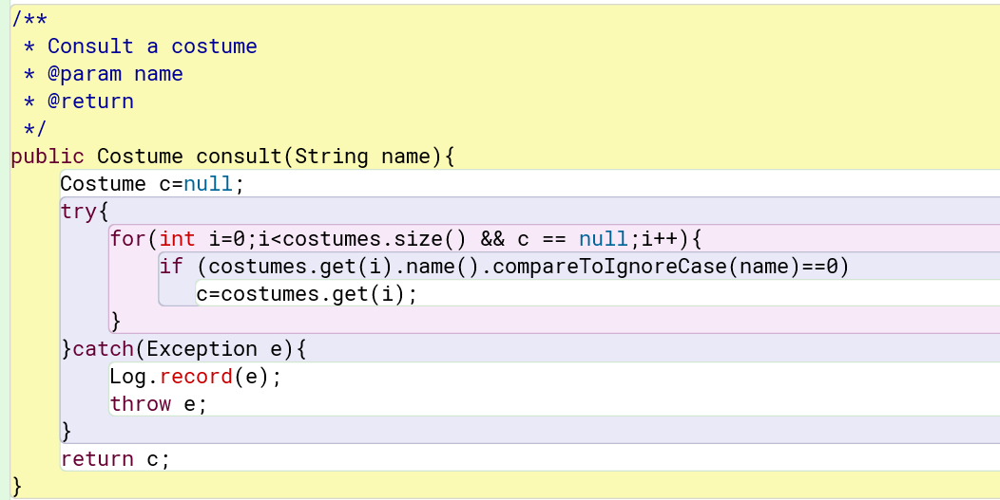 /**
 * Consult a costume
 * @param name
 * @return
 */
public Costume consult(String name){
    Costume c=null;
    try{
        for(int i=0;i<costumes.size() && c == null;i++){
            if (costumes.get(i).name().compareToIgnoreCase(name)==0)
               c=costumes.get(i);
        }
    }catch(Exception e){
        Log.record(e);
        throw e;
    }
    return c;
}